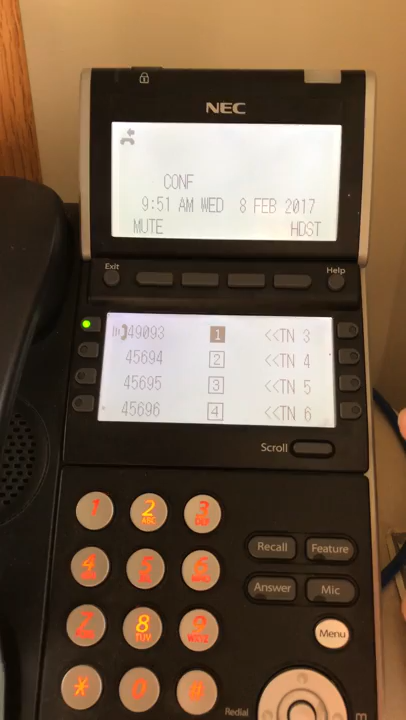 NEC
CONF
9:51 AM WED 8 FEB 2017
MUTE HDST
Exit Help
49093 1 <<TN 3
45694 2 <<TN 4
45695 3 <<TN 5
45696 4 <<TN 6
Scroll
1 2 ABC 3 DEF
Recall Feature
4 5 6
Answer Mic
7 8 TUV 9 WXYZ
Menu
* 0 #
Redial